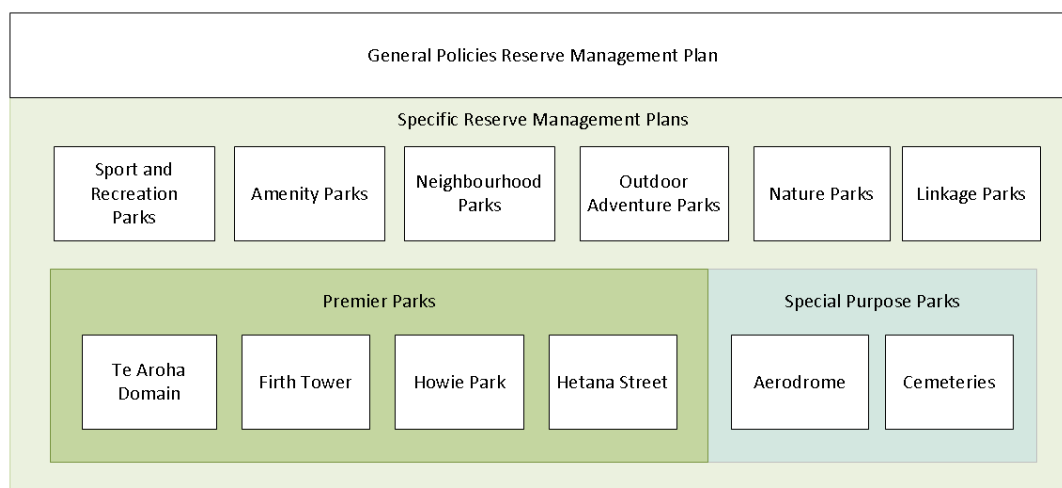 General Policies Reserve Management Plan
Specific Reserve Management Plans
Sport and
Recreation
Parks
Amenity Parks
Neighbourhood
Parks
Outdoor
Adventure Parks
Nature Parks
Linkage Parks
Premier Parks
Te Aroha
Domain
Firth Tower
Howie Park
Hetana Street
Special Purpose Parks
Aerodrome
Cemeteries